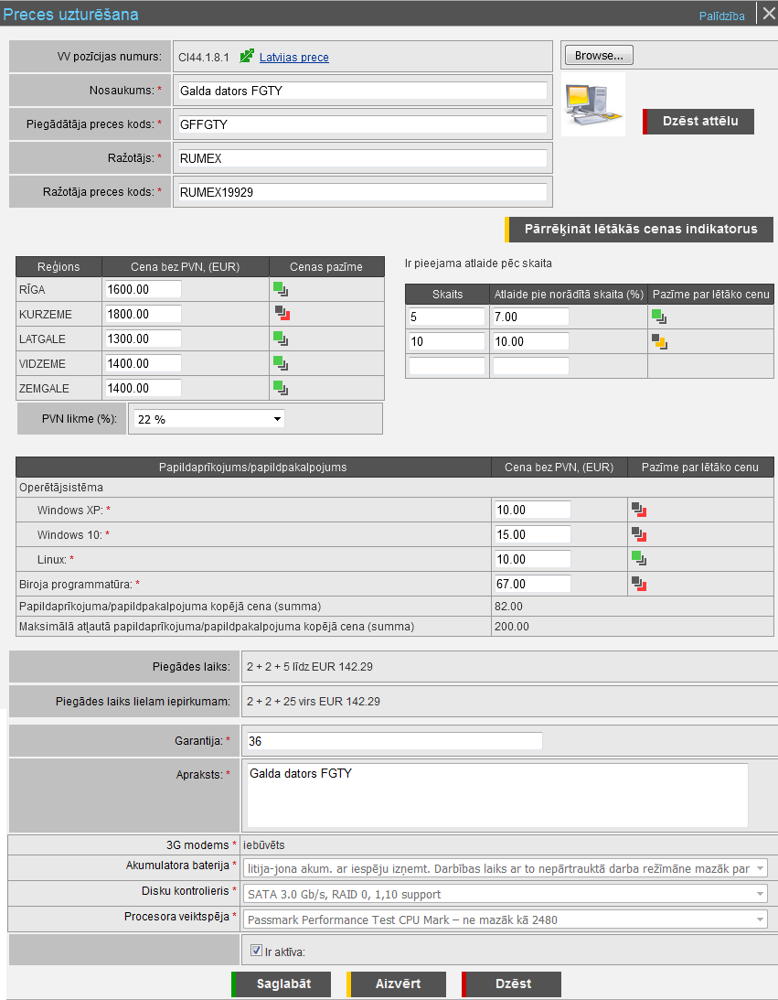 Preces uzturēšana
Palīdzība
VV pozīcijas numurs: CI44.1.8.1 Latvijas prece
Browse...
Nosaukums: * Galda dators FGTY
Piegādātāja preces kods: * GFFGTY
Dzēst attēlu
Ražotājs: * RUMEX
Ražotāja preces kods: * RUMEX19929
Pārrēķināt lētākās cenas indikatorus
Reģions Cena bez PVN, (EUR) Cenas pazīme
RĪGA 1600.00
KURZEME 1800.00
LATGALE 1300.00
VIDZEME 1400.00
ZEMGALE 1400.00
PVN likme (%): 22 %
Ir pieejama atlaide pēc skaita
Skaits Atlaide pie norādītā skaita (%) Pazīme par lētāko cenu
5 7.00
10 10.00
Papildaprīkojums/papildpakalpojums Cena bez PVN, (EUR) Pazīme par lētāko cenu
Operētājsistēma
Windows XP: * 10.00
Windows 10: * 15.00
Linux: * 10.00
Biroja programmatūra: * 67.00
Papildaprīkojuma/papildpakalpojuma kopējā cena (summa) 82.00
Maksimālā atļautā papildaprīkojuma/papildpakalpojuma kopējā cena (summa) 200.00
Piegādes laiks: 2 + 2 + 5 līdz EUR 142.29
Piegādes laiks lielam iepirkumam: 2 + 2 + 25 virs EUR 142.29
Garantija: * 36
Apraksts: * Galda dators FGTY
3G modems * iebūvēts
Akumulatora baterija * litija-jona akum. ar iespēju izņemt. Darbības laiks ar to nepārtrauktā darba režīmāne mazāk par
Disku kontrolieris * SATA 3.0 Gb/s, RAID 0, 1,10 support
Procesora veiktspēja * Passmark Performance Test CPU Mark – ne mazāk kā 2480
Ir aktīva:
Saglabāt Aizvērt Dzēst